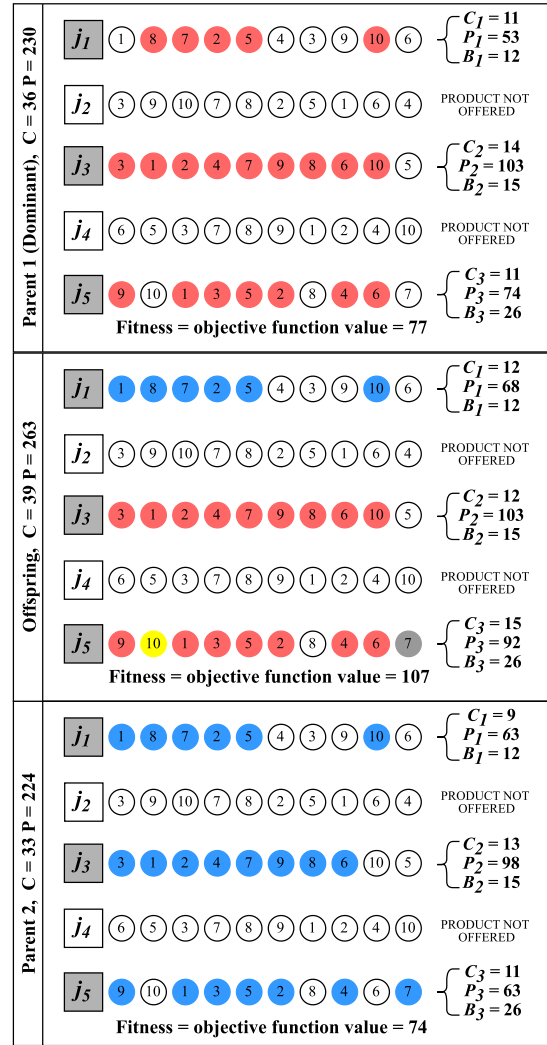 Parent 1 (Dominant), C = 36 P = 230
j1 1 8 7 2 5 4 3 9 10 6
C1 = 11
P1 = 53
B1 = 12
j2 3 9 10 7 8 2 5 1 6 4
PRODUCT NOT
OFFERED
j3 3 1 2 4 7 9 8 6 10 5
C2 = 14
P2 = 103
B2 = 15
j4 6 5 3 7 8 9 1 2 4 10
PRODUCT NOT
OFFERED
j5 9 10 1 3 5 2 8 4 6 7
C3 = 11
P3 = 74
B3 = 26
Fitness = objective function value = 77
Offspring, C = 39 P = 263
j1 1 8 7 2 5 4 3 9 10 6
C1 = 12
P1 = 68
B1 = 12
j2 3 9 10 7 8 2 5 1 6 4
PRODUCT NOT
OFFERED
j3 3 1 2 4 7 9 8 6 10 5
C2 = 12
P2 = 103
B2 = 15
j4 6 5 3 7 8 9 1 2 4 10
PRODUCT NOT
OFFERED
j5 9 10 1 3 5 2 8 4 6 7
C3 = 15
P3 = 92
B3 = 26
Fitness = objective function value = 107
Parent 2, C = 33 P = 224
j1 1 8 7 2 5 4 3 9 10 6
C1 = 9
P1 = 63
B1 = 12
j2 3 9 10 7 8 2 5 1 6 4
PRODUCT NOT
OFFERED
j3 3 1 2 4 7 9 8 6 10 5
C2 = 13
P2 = 98
B2 = 15
j4 6 5 3 7 8 9 1 2 4 10
PRODUCT NOT
OFFERED
j5 9 10 1 3 5 2 8 4 6 7
C3 = 11
P3 = 63
B3 = 26
Fitness = objective function value = 74